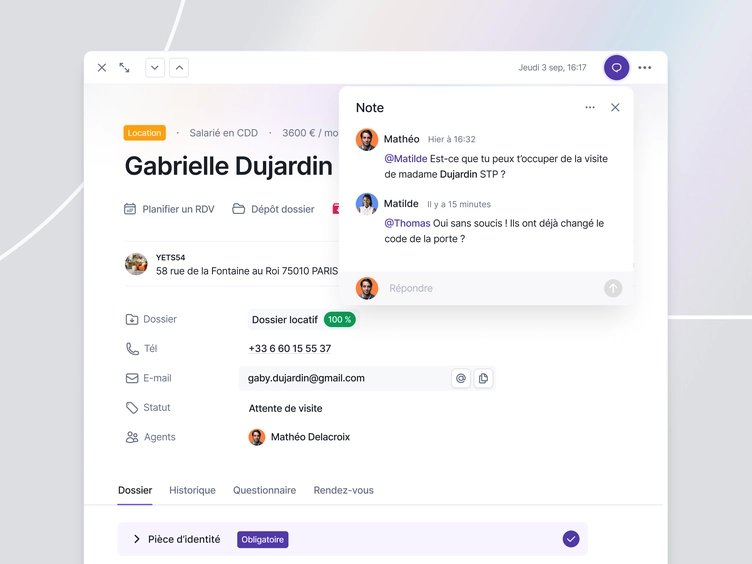 Jeudi 3 sep, 16:17
Location · Salarié en CDD · 3600 € / mo
Gabrielle Dujardin
Planifier un RDV
Dépôt dossier
YETS54
58 rue de la Fontaine au Roi 75010 PARIS
Note
Mathéo Hier à 16:32
@Matilde Est-ce que tu peux t’occuper de la visite
de madame Dujardin STP ?
Matilde Il y a 15 minutes
@Thomas Oui sans soucis ! Ils ont déjà changé le
code de la porte ?
Répondre
Dossier Dossier locatif 100 %
Tél +33 6 60 15 55 37
E-mail gaby.dujardin@gmail.com
Statut Attente de visite
Agents Mathéo Delacroix
Dossier Historique Questionnaire Rendez-vous
Pièce d’identité Obligatoire